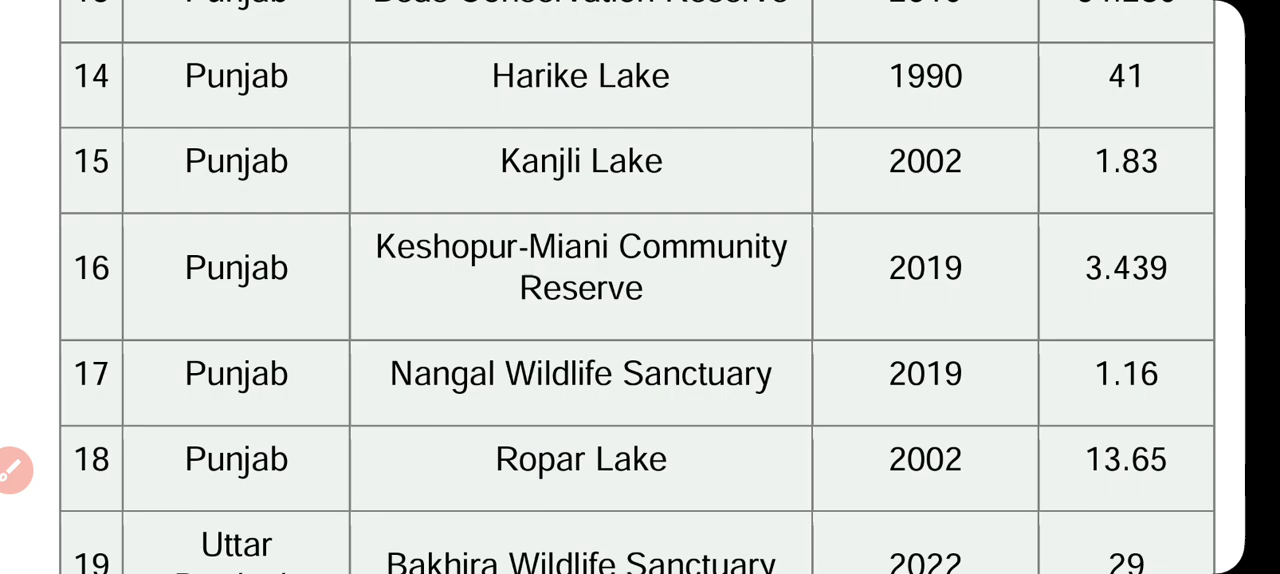 14 Punjab Harike Lake 1990 41
15 Punjab Kanjli Lake 2002 1.83
16 Punjab Keshopur-Miani Community Reserve 2019 3.439
17 Punjab Nangal Wildlife Sanctuary 2019 1.16
18 Punjab Ropar Lake 2002 13.65
19 Uttar Bakhira Wildlife Sanctuary 2022 29